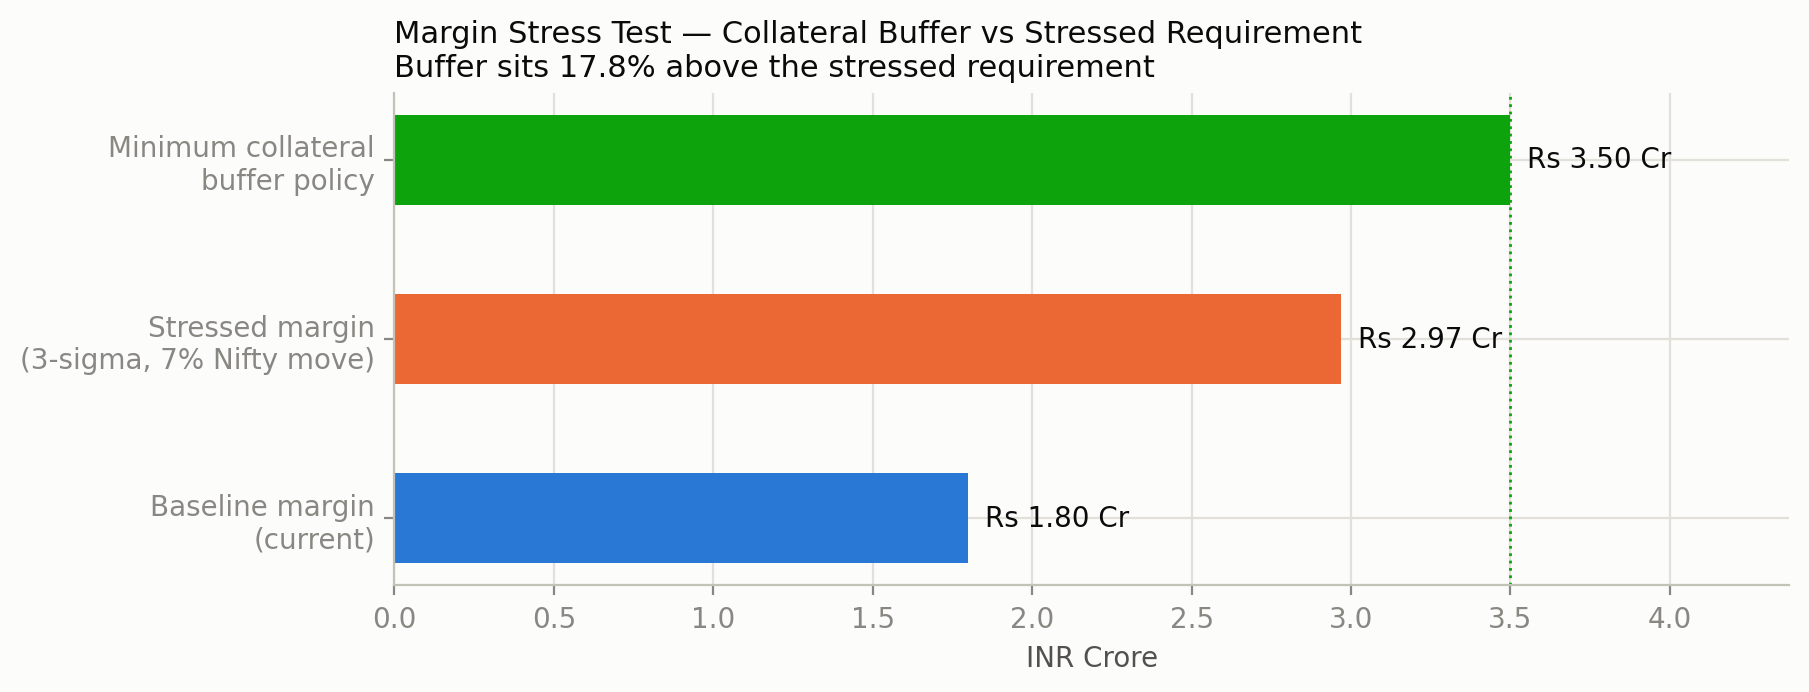 Margin Stress Test — Collateral Buffer vs Stressed Requirement
Buffer sits 17.8% above the stressed requirement
Minimum collateral
buffer policy
Rs 3.50 Cr
Stressed margin
(3-sigma, 7% Nifty move)
Rs 2.97 Cr
Baseline margin
(current)
Rs 1.80 Cr
0.0 0.5 1.0 1.5 2.0 2.5 3.0 3.5 4.0
INR Crore